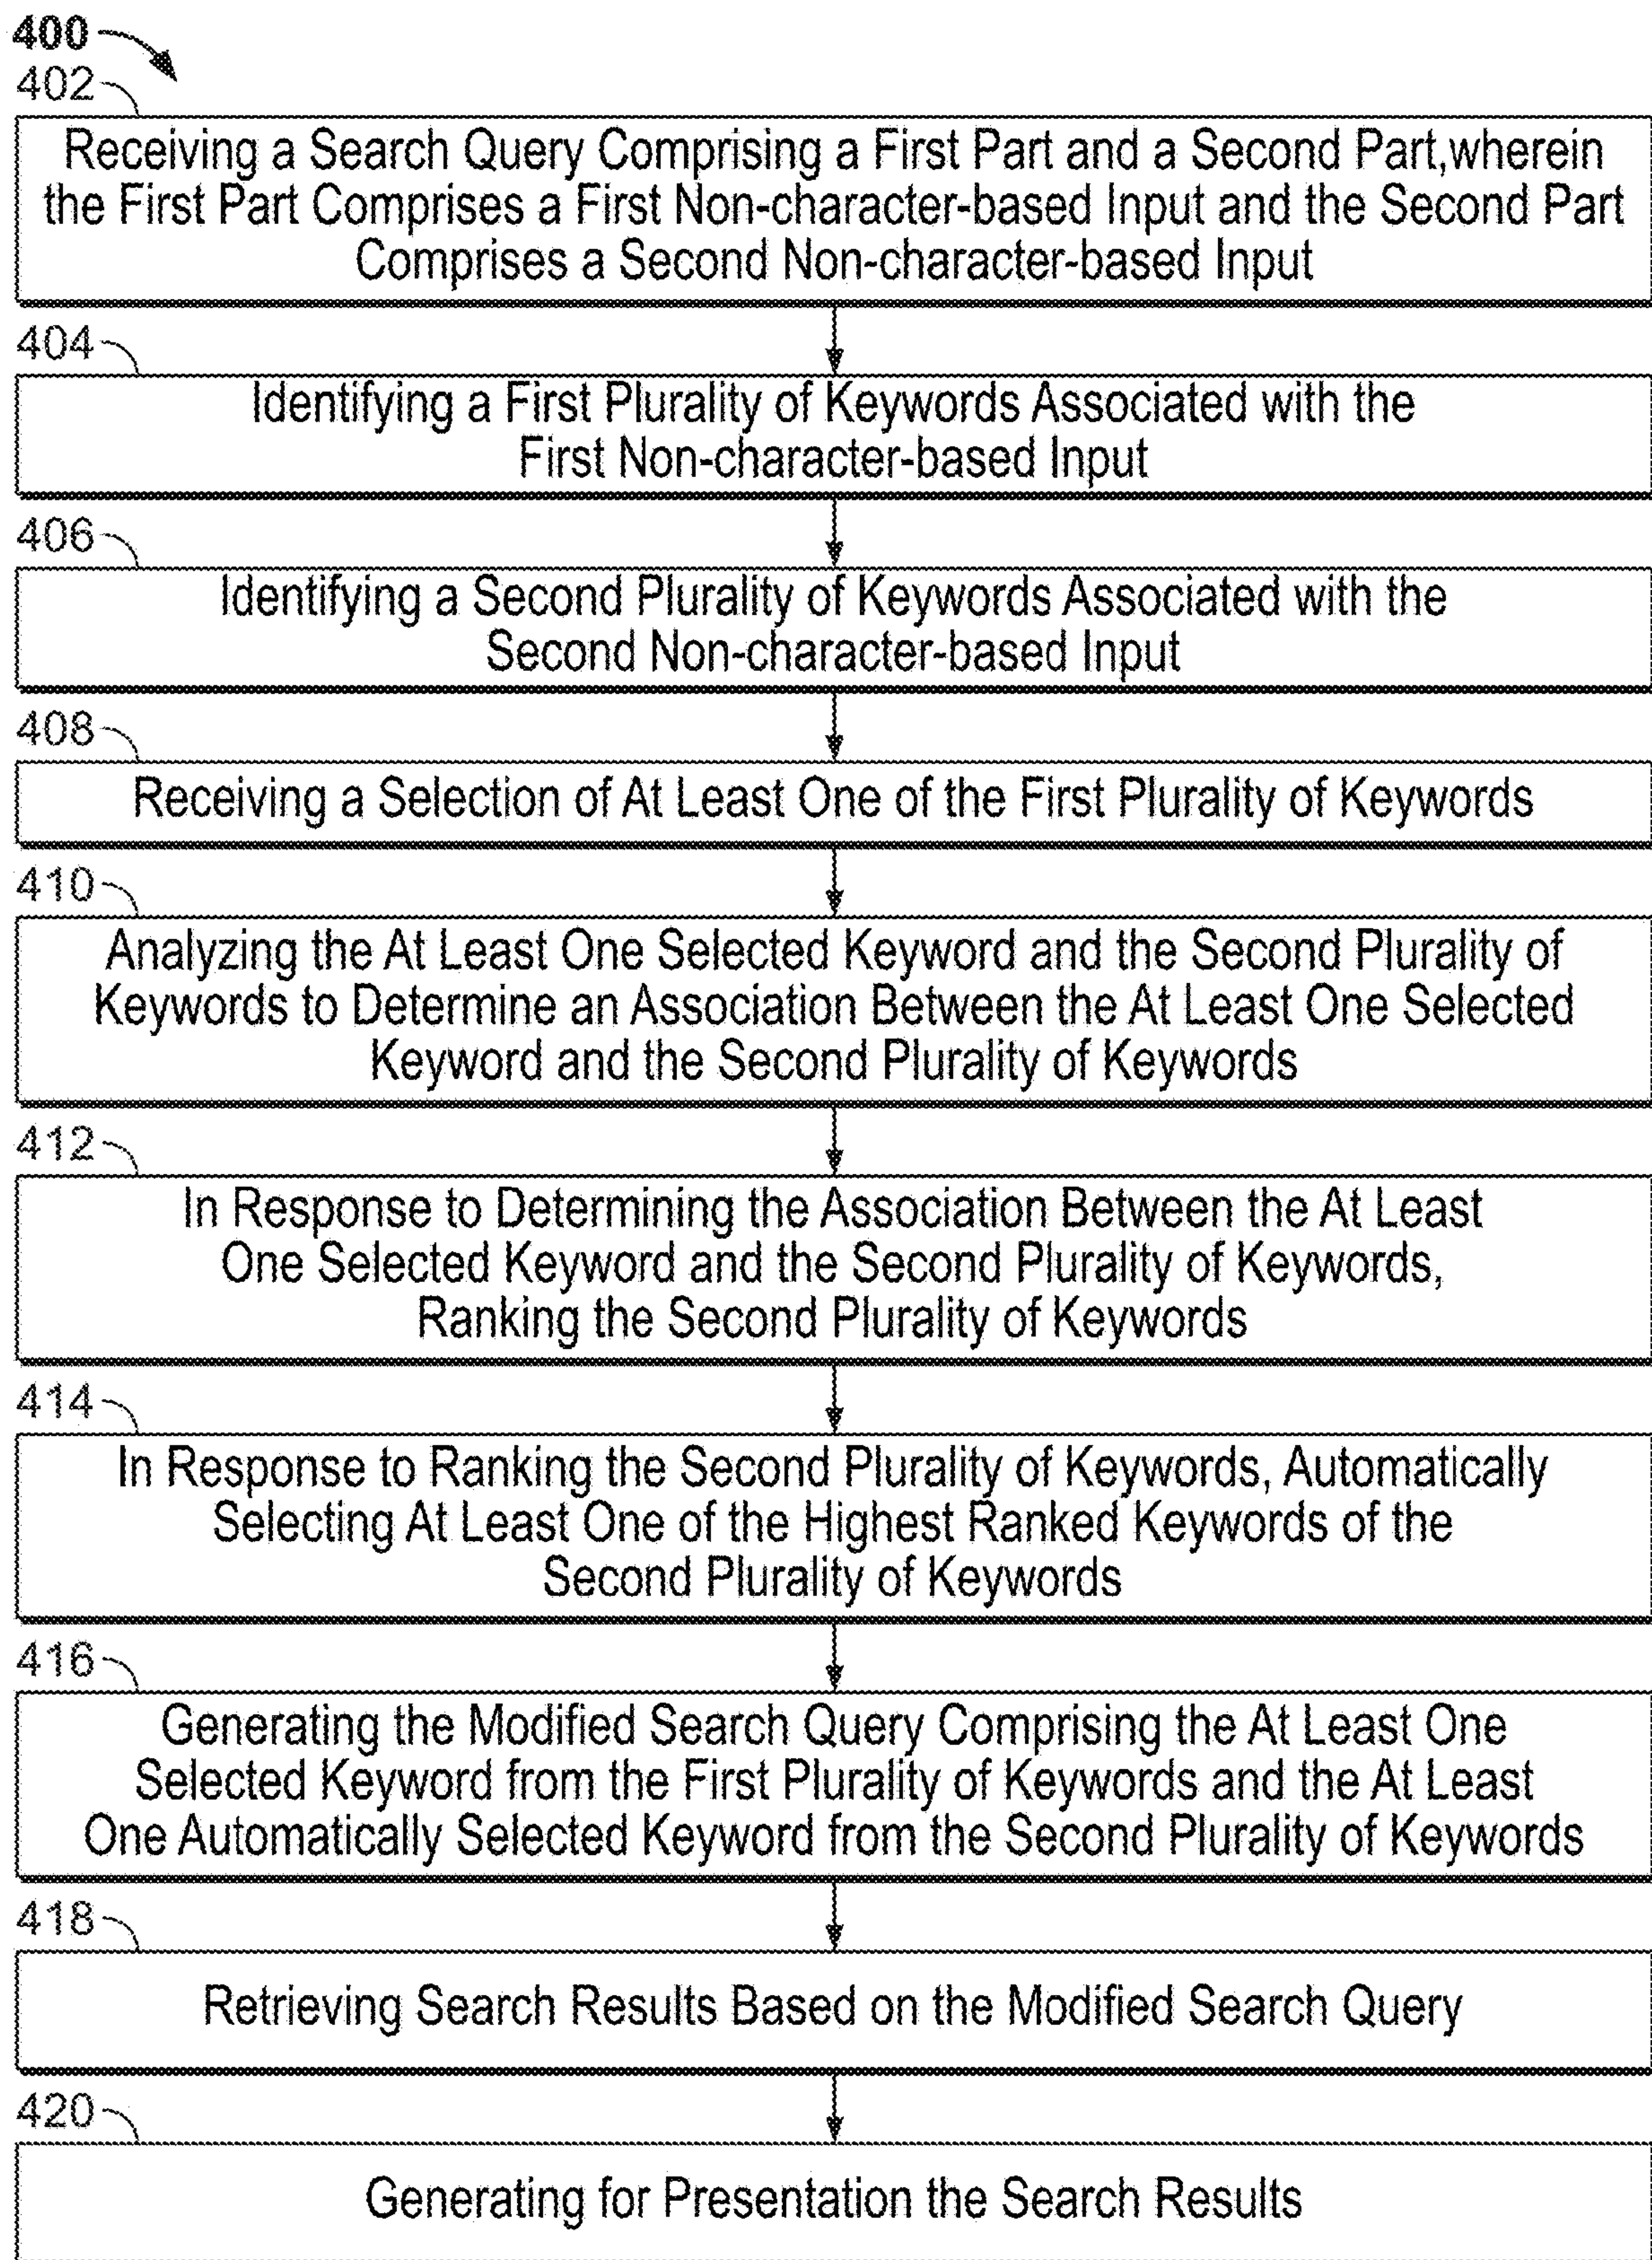 400
402
Receiving a Search Query Comprising a First Part and a Second Part,wherein
the First Part Comprises a First Non-character-based Input and the Second Part
Comprises a Second Non-character-based Input
404
Identifying a First Plurality of Keywords Associated with the
First Non-character-based Input
406
Identifying a Second Plurality of Keywords Associated with the
Second Non-character-based Input
408
Receiving a Selection of At Least One of the First Plurality of Keywords
410
Analyzing the At Least One Selected Keyword and the Second Plurality of
Keywords to Determine an Association Between the At Least One Selected
Keyword and the Second Plurality of Keywords
412
In Response to Determining the Association Between the At Least
One Selected Keyword and the Second Plurality of Keywords,
Ranking the Second Plurality of Keywords
414
In Response to Ranking the Second Plurality of Keywords, Automatically
Selecting At Least One of the Highest Ranked Keywords of the
Second Plurality of Keywords
416
Generating the Modified Search Query Comprising the At Least One
Selected Keyword from the First Plurality of Keywords and the At Least
One Automatically Selected Keyword from the Second Plurality of Keywords
418
Retrieving Search Results Based on the Modified Search Query
420
Generating for Presentation the Search Results